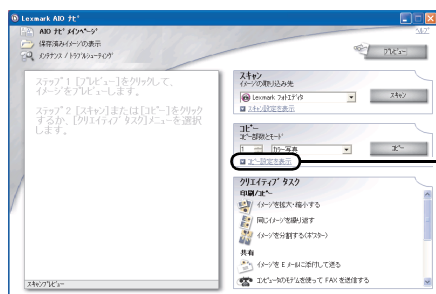 Lexmark AIO ナビ
AIO ナビ メインページ
ヘルプ
保存済みイメージの表示
メンテナンス / トラブルシューティング
プレビュー
ステップ 1 [プレビュー]をクリックして、
イメージをプレビューします。
ステップ 2 [スキャン]または[コピー]をクリック
するか、[クリエイティブ タスク]メニューを選択
します。
スキャン
イメージの取り込み先
Lexmark フォトエディタ
スキャン
スキャン設定を表示
コピー
コピー部数とモード
1
カラー写真
コピー
コピー設定を表示
クリエイティブ タスク
印刷/コピー
イメージを拡大・縮小する
同じイメージを繰り返す
イメージを分割する(ポスター)
共有
イメージを E メールに添付して送る
コンピュータのモデムを使って FAX を送信する
スキャンプレビュー